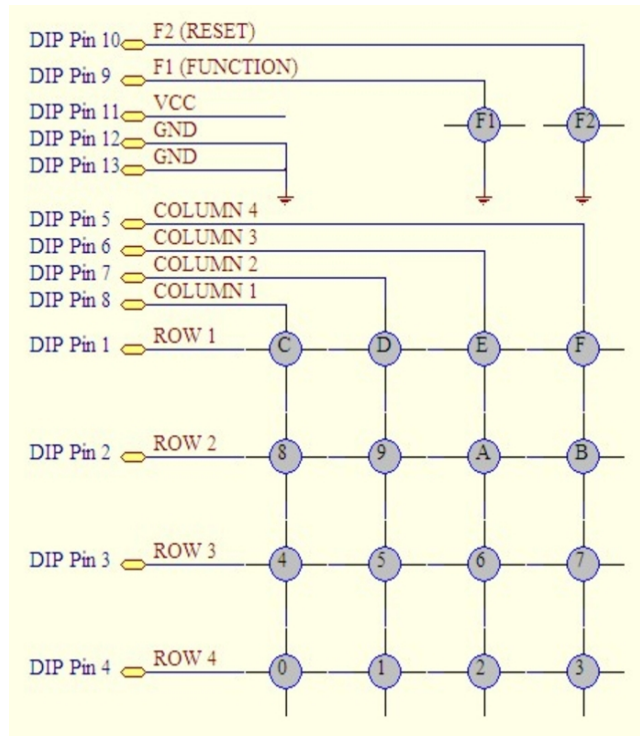 DIP Pin 10 F2 (RESET)
DIP Pin 9 F1 (FUNCTION)
DIP Pin 11 VCC
F1 F2
DIP Pin 12 GND
DIP Pin 13 GND
DIP Pin 5 COLUMN 4
DIP Pin 6 COLUMN 3
DIP Pin 7 COLUMN 2
DIP Pin 8 COLUMN 1
DIP Pin 1 ROW 1 C D E F
DIP Pin 2 ROW 2 8 9 A B
DIP Pin 3 ROW 3 4 5 6 7
DIP Pin 4 ROW 4 0 1 2 3